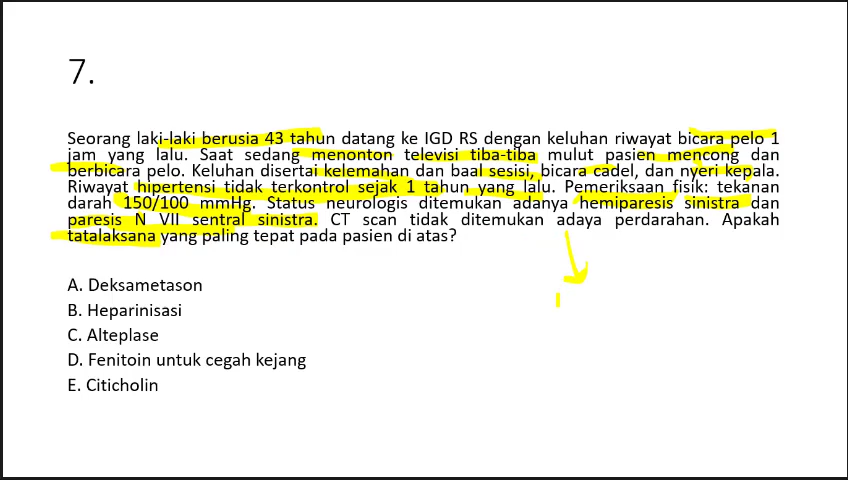 7.
Seorang laki-laki berusia 43 tahun datang ke IGD RS dengan keluhan riwayat bicara pelo 1
jam yang lalu. Saat sedang menonton televisi tiba-tiba mulut pasien mencong dan
berbicara pelo. Keluhan disertai kelemahan dan baal sesisi, bicara cadel, dan nyeri kepala.
Riwayat hipertensi tidak terkontrol sejak 1 tahun yang lalu. Pemeriksaan fisik: tekanan
darah 150/100 mmHg. Status neurologis ditemukan adanya hemiparesis sinistra dan
paresis N VII sentral sinistra. CT scan tidak ditemukan adaya perdarahan. Apakah
tatalaksana yang paling tepat pada pasien di atas?
A. Deksametason
B. Heparinisasi
C. Alteplase
D. Fenitoin untuk cegah kejang
E. Citicholin